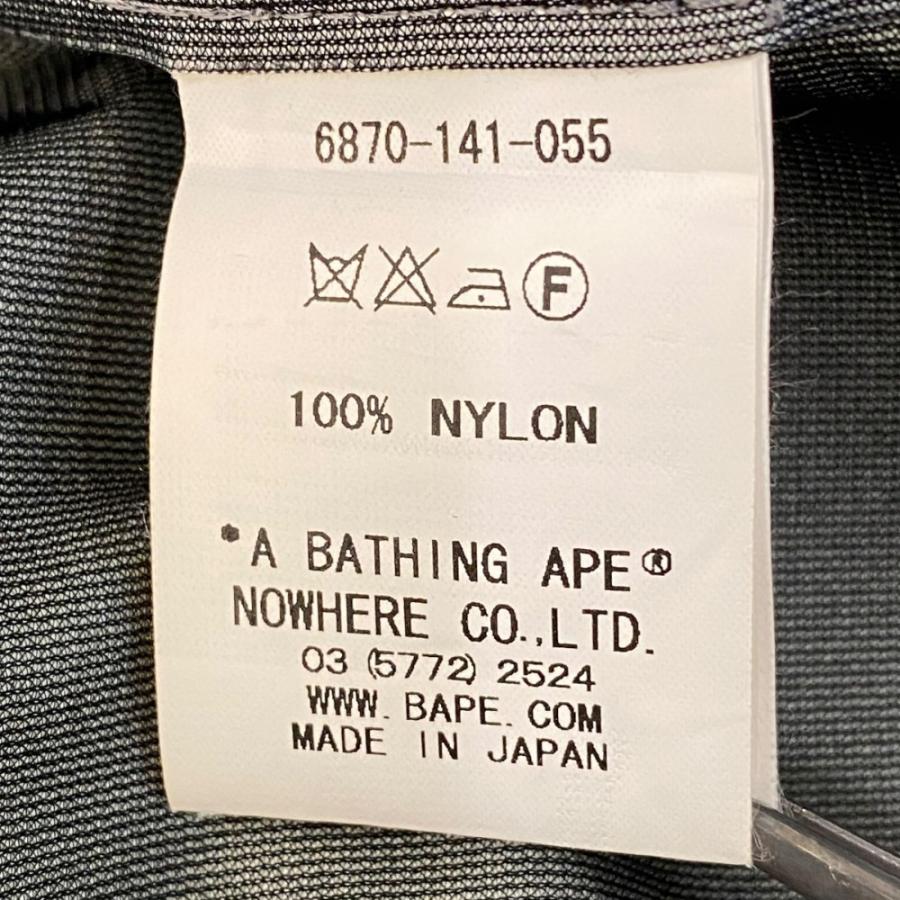 6870-141-055
F
100% NYLON
*A BATHING APE®
NOWHERE CO.,LTD.
03 (5772) 2524
WWW. BAPE. COM
MADE IN JAPAN